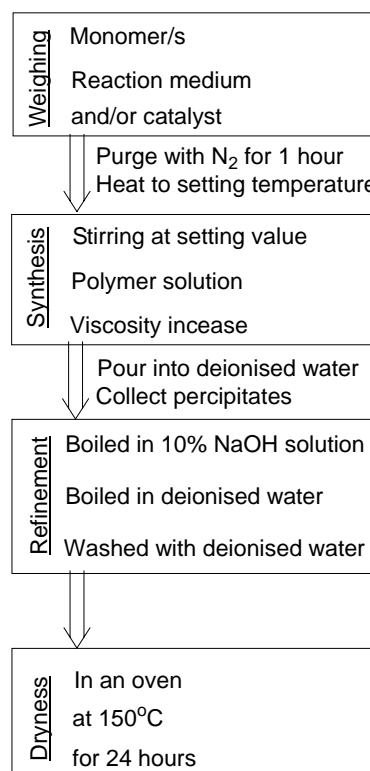 Weighing
Monomer/s
Reaction medium
and/or catalyst
Purge with N₂ for 1 hour
Heat to setting temperature
Synthesis
Stirring at setting value
Polymer solution
Viscosity incease
Pour into deionised water
Collect percipitates
Refinement
Boiled in 10% NaOH solution
Boiled in deionised water
Washed with deionised water
Dryness
In an oven
at 150°C
for 24 hours